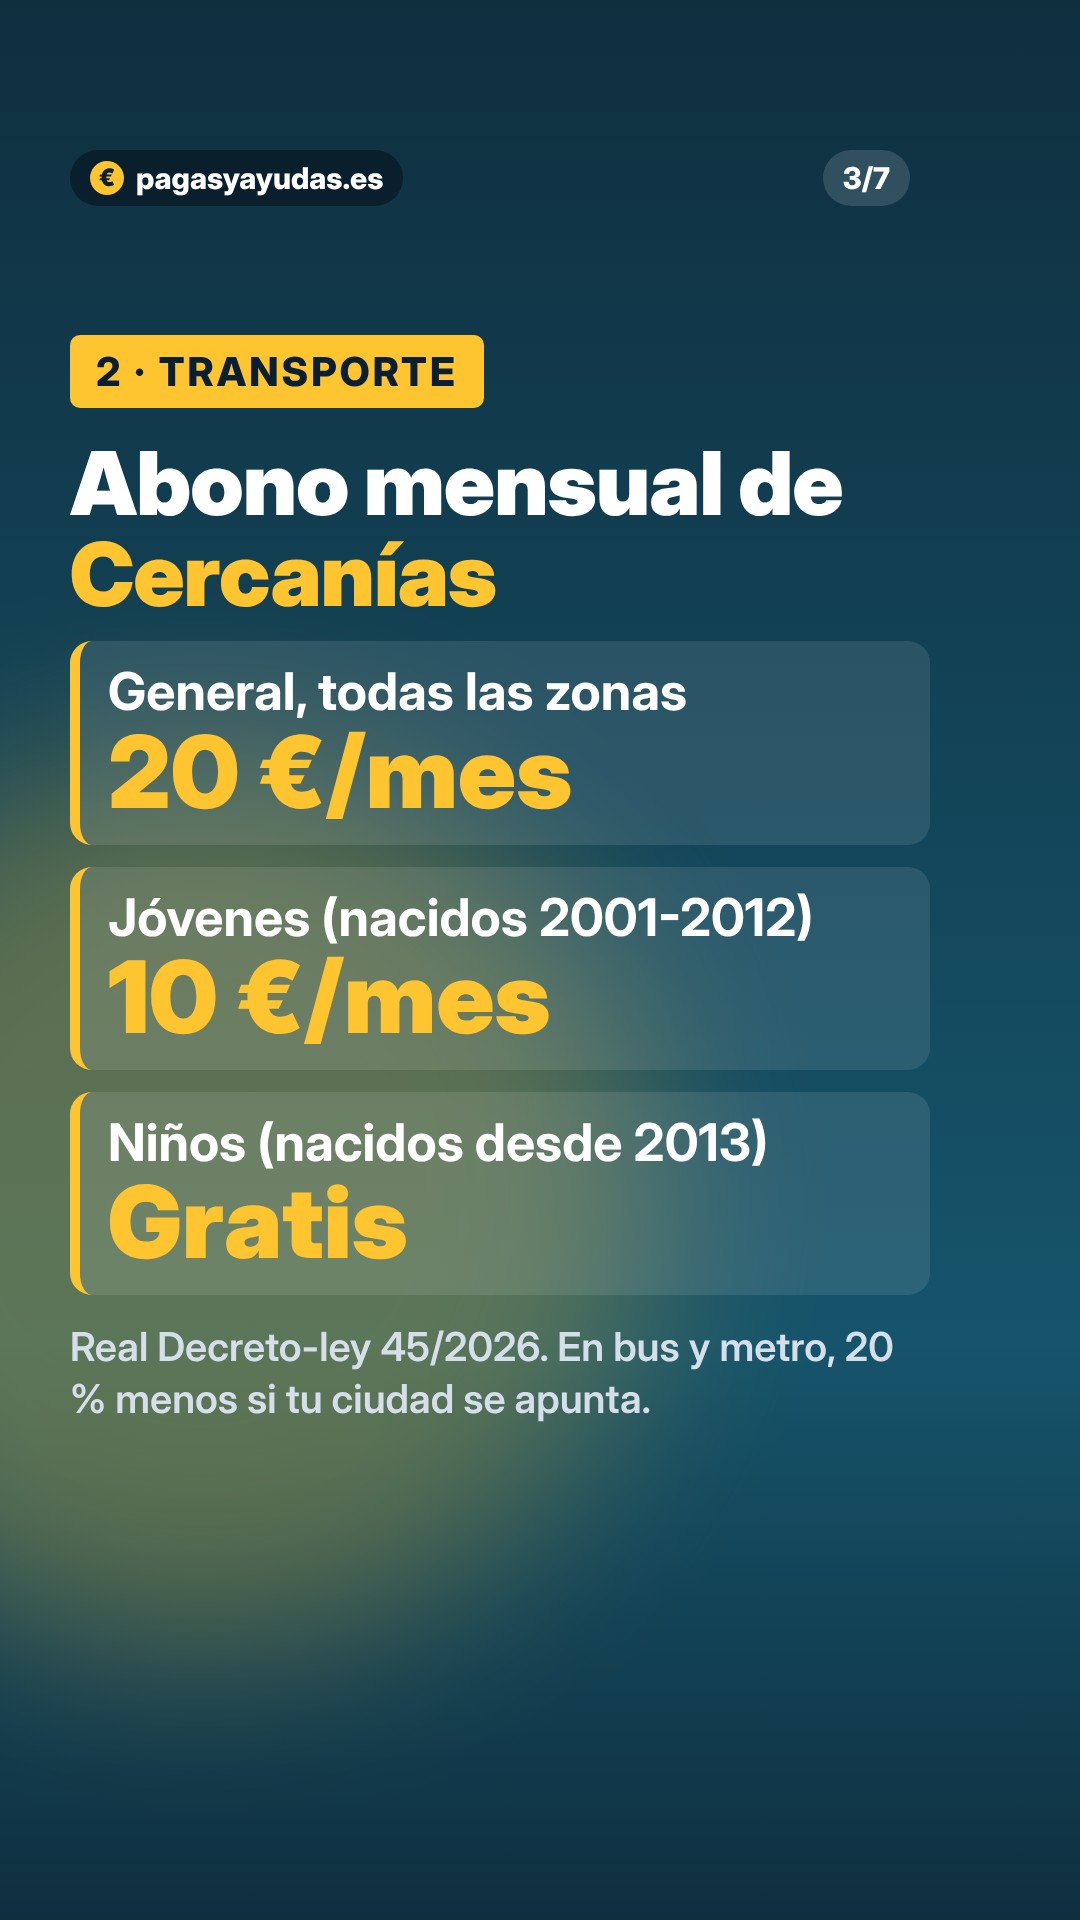 € pagasyayudas.es
3/7
2 · TRANSPORTE
Abono mensual de
Cercanías
General, todas las zonas
20 €/mes
Jóvenes (nacidos 2001-2012)
10 €/mes
Niños (nacidos desde 2013)
Gratis
Real Decreto-ley 45/2026. En bus y metro, 20
% menos si tu ciudad se apunta.